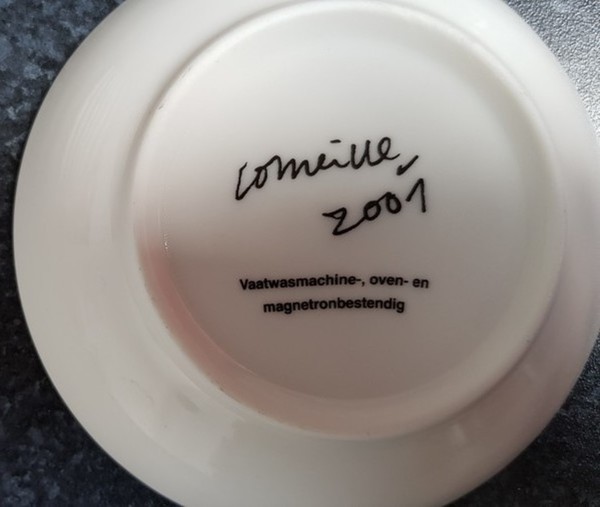 Corneille,
2001
Vaatwasmachine-, oven- en
magnetronbestendig